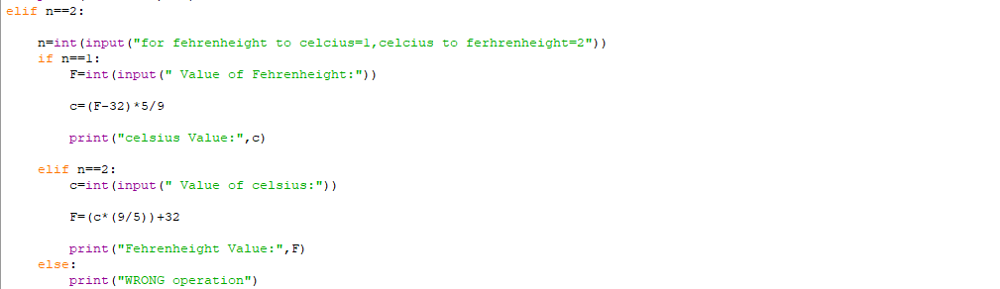 elif n==2:
n=int(input("for fehrenheight to celcius=1,celcius to ferhrenheight=2"))
if n==1:
F=int(input(" Value of Fehrenheight:"))
c=(F-32)*5/9
print("celsius Value:",c)
elif n==2:
c=int(input(" Value of celsius:"))
F=(c*(9/5))+32
print("Fehrenheight Value:",F)
else:
print("WRONG operation")